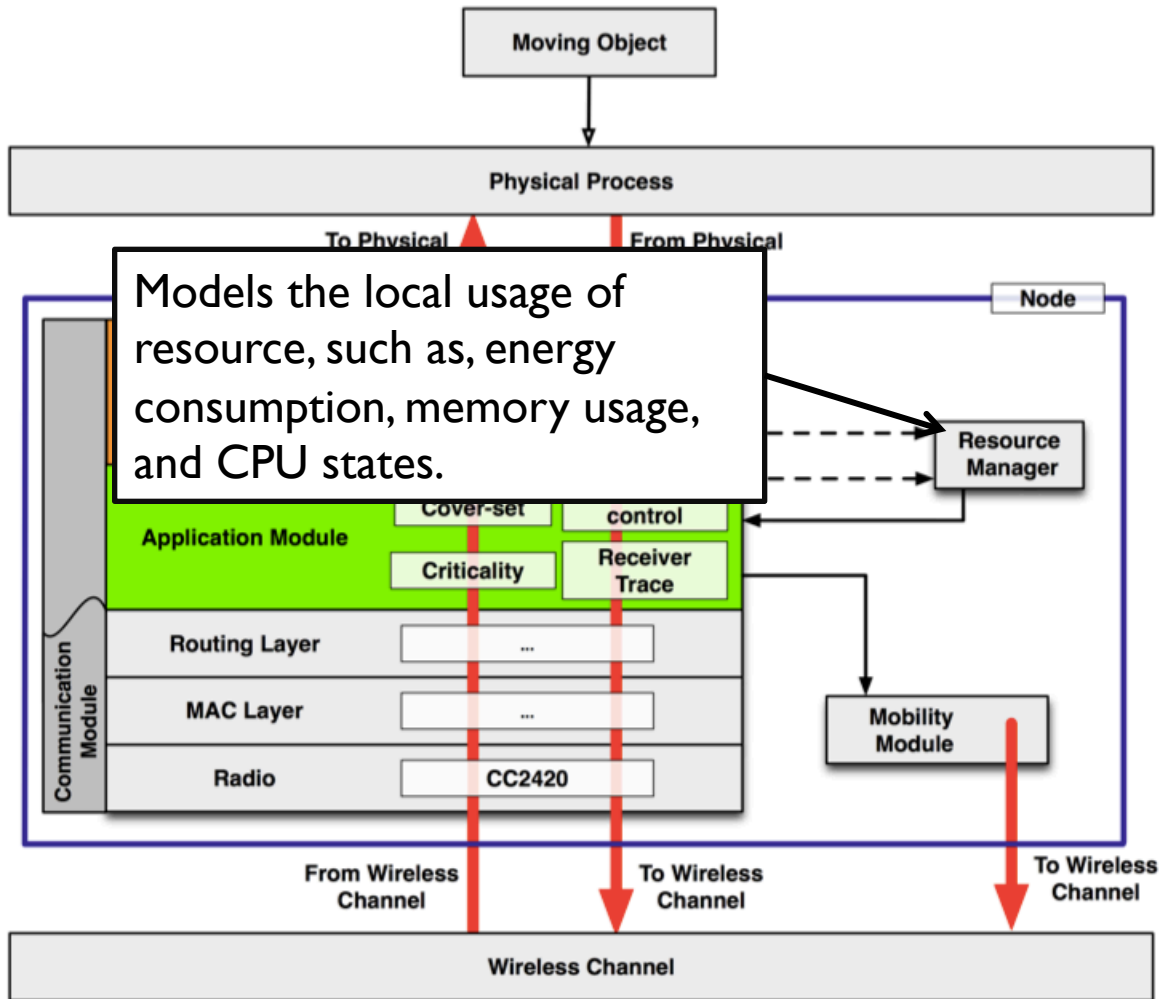 Moving Object
Physical Process
To Physical
From Physical
Models the local usage of
resource, such as, energy
consumption, memory usage,
and CPU states.
Node
Resource
Manager
Cover-set
control
Application Module
Criticality
Receiver
Trace
Routing Layer
...
MAC Layer
...
Radio
CC2420
Communication
Module
Mobility
Module
From Wireless
Channel
To Wireless
Channel
To Wireless
Channel
Wireless Channel